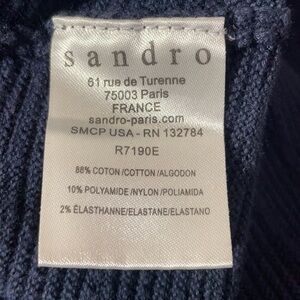 sandro
61 rue de Turenne
75003 Paris
FRANCE
sandro-paris.com
SMCP USA - RN 132784
R7190E
88% COTON/COTTON/ALGODON
10% POLYAMIDE/NYLON/POLIAMIDA
2% ÉLASTHANNE/ELASTANE/ELASTANO